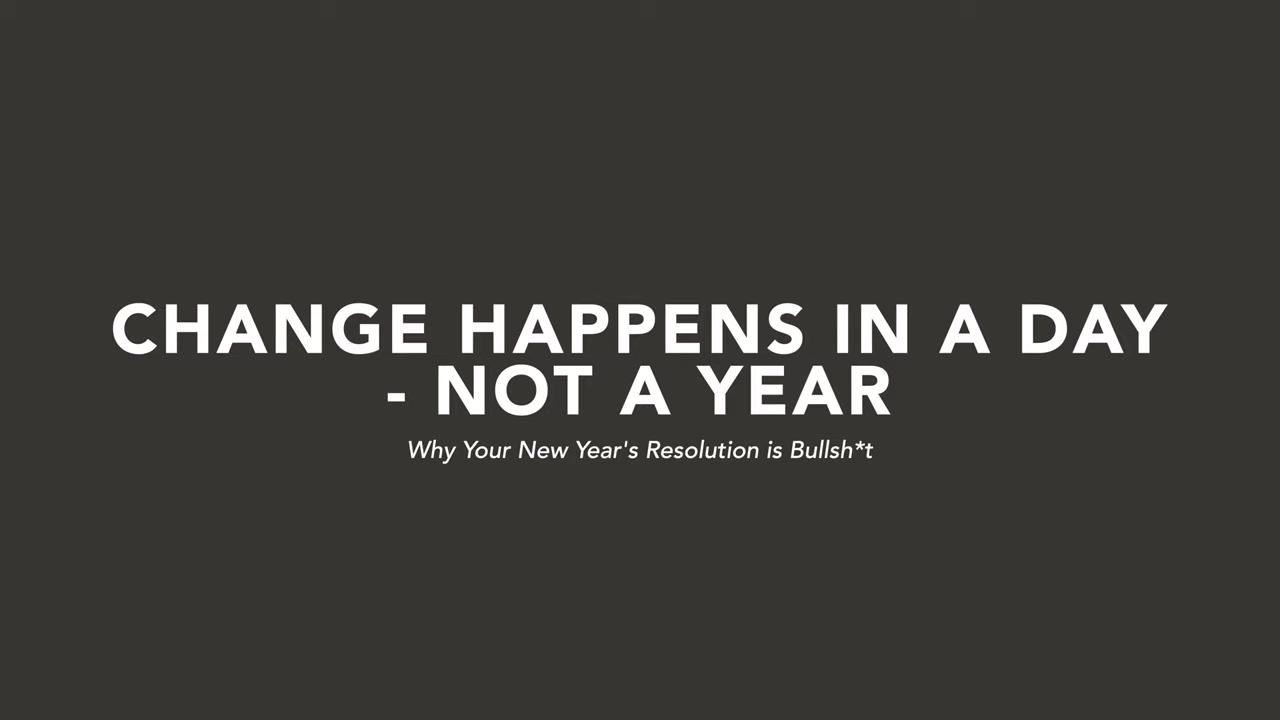 CHANGE HAPPENS IN A DAY
- NOT A YEAR
Why Your New Year's Resolution is Bullsh*t